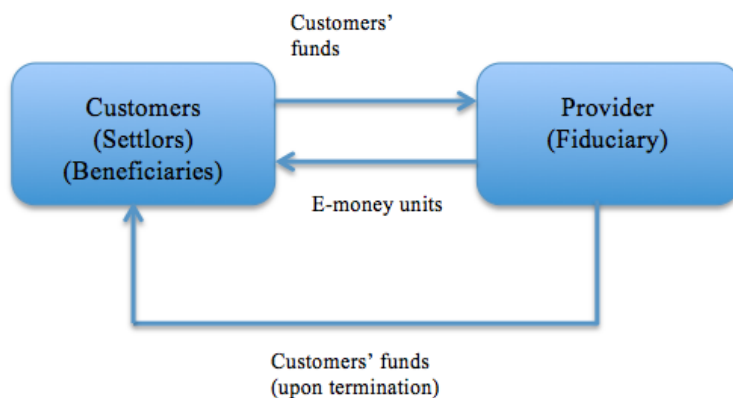 Customers’
funds
Customers
(Settlors)
(Beneficiaries)
Provider
(Fiduciary)
E-money units
Customers’ funds
(upon termination)